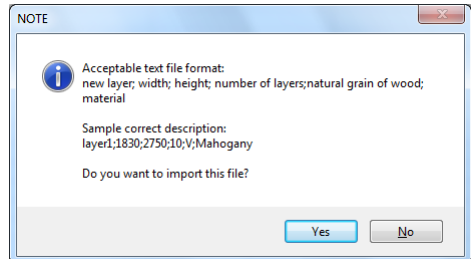 NOTE
Acceptable text file format:
new layer; width; height; number of layers;natural grain of wood;
material
Sample correct description:
layer1;1830;2750;10;V;Mahogany
Do you want to import this file?
Yes
No